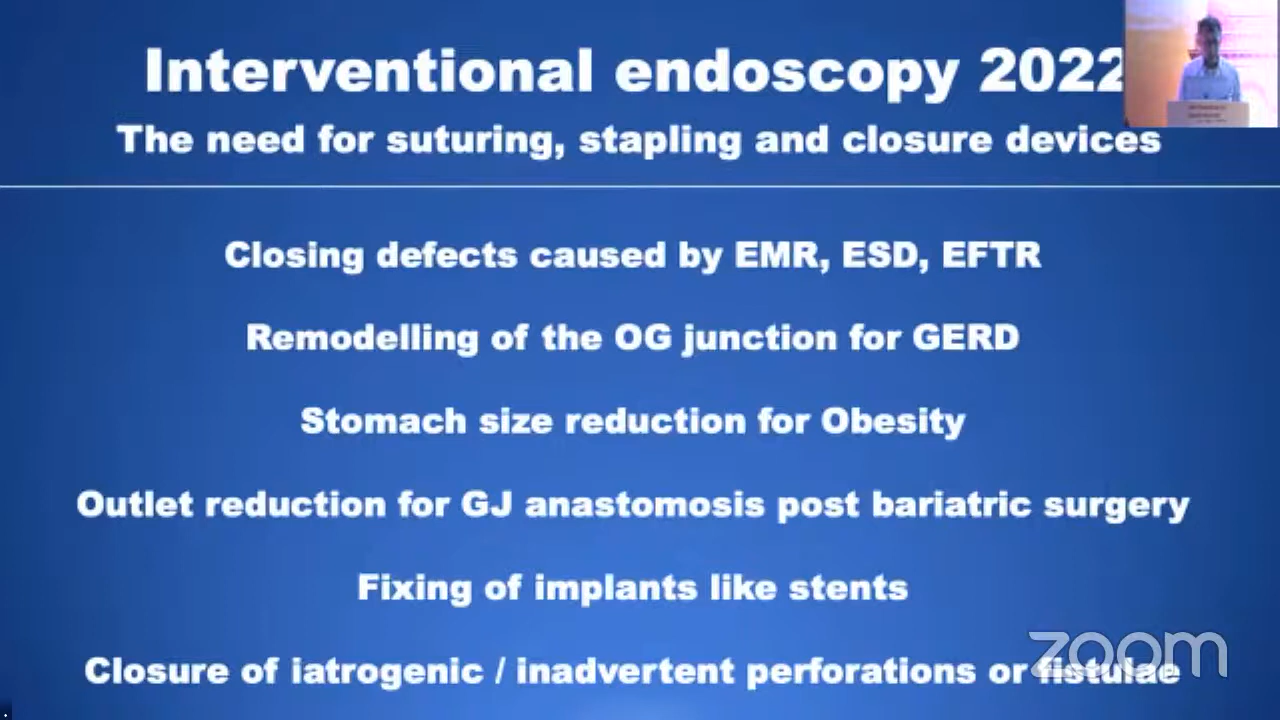 Interventional endoscopy 2022
The need for suturing, stapling and closure devices
Closing defects caused by EMR, ESD, EFTR
Remodelling of the OG junction for GERD
Stomach size reduction for Obesity
Outlet reduction for GJ anastomosis post bariatric surgery
Fixing of implants like stents
Closure of iatrogenic / inadvertent perforations or fistulae
zoom